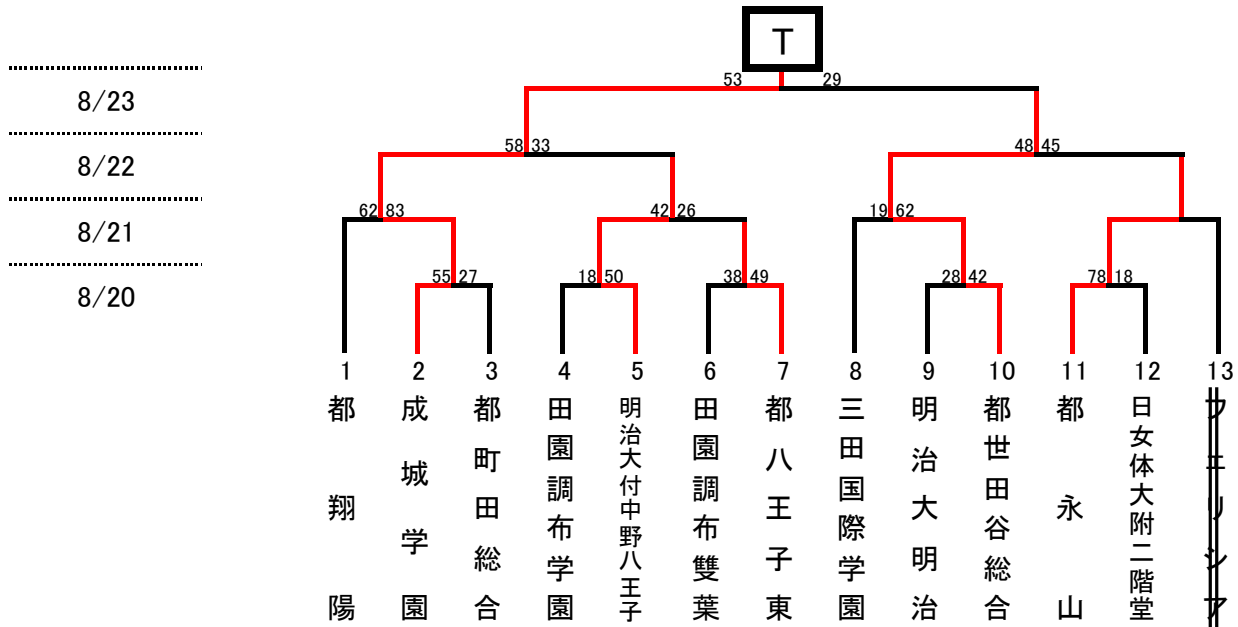 T
53 29
8/23
58 33 48 45
8/22
62 83 42 26 19 62
8/21
55 27 18 50 38 49 28 42 78 18
8/20
1 2 3 4 5 6 7 8 9 10 11 12 13
都翔陽
成城学園
都町田総合
田園調布学園
明治大付中野八王子
田園調布雙葉
都八王子東
三田国際学園
明治大明治
都世田谷総合
都永山
日女体大附二階堂
フェリシア